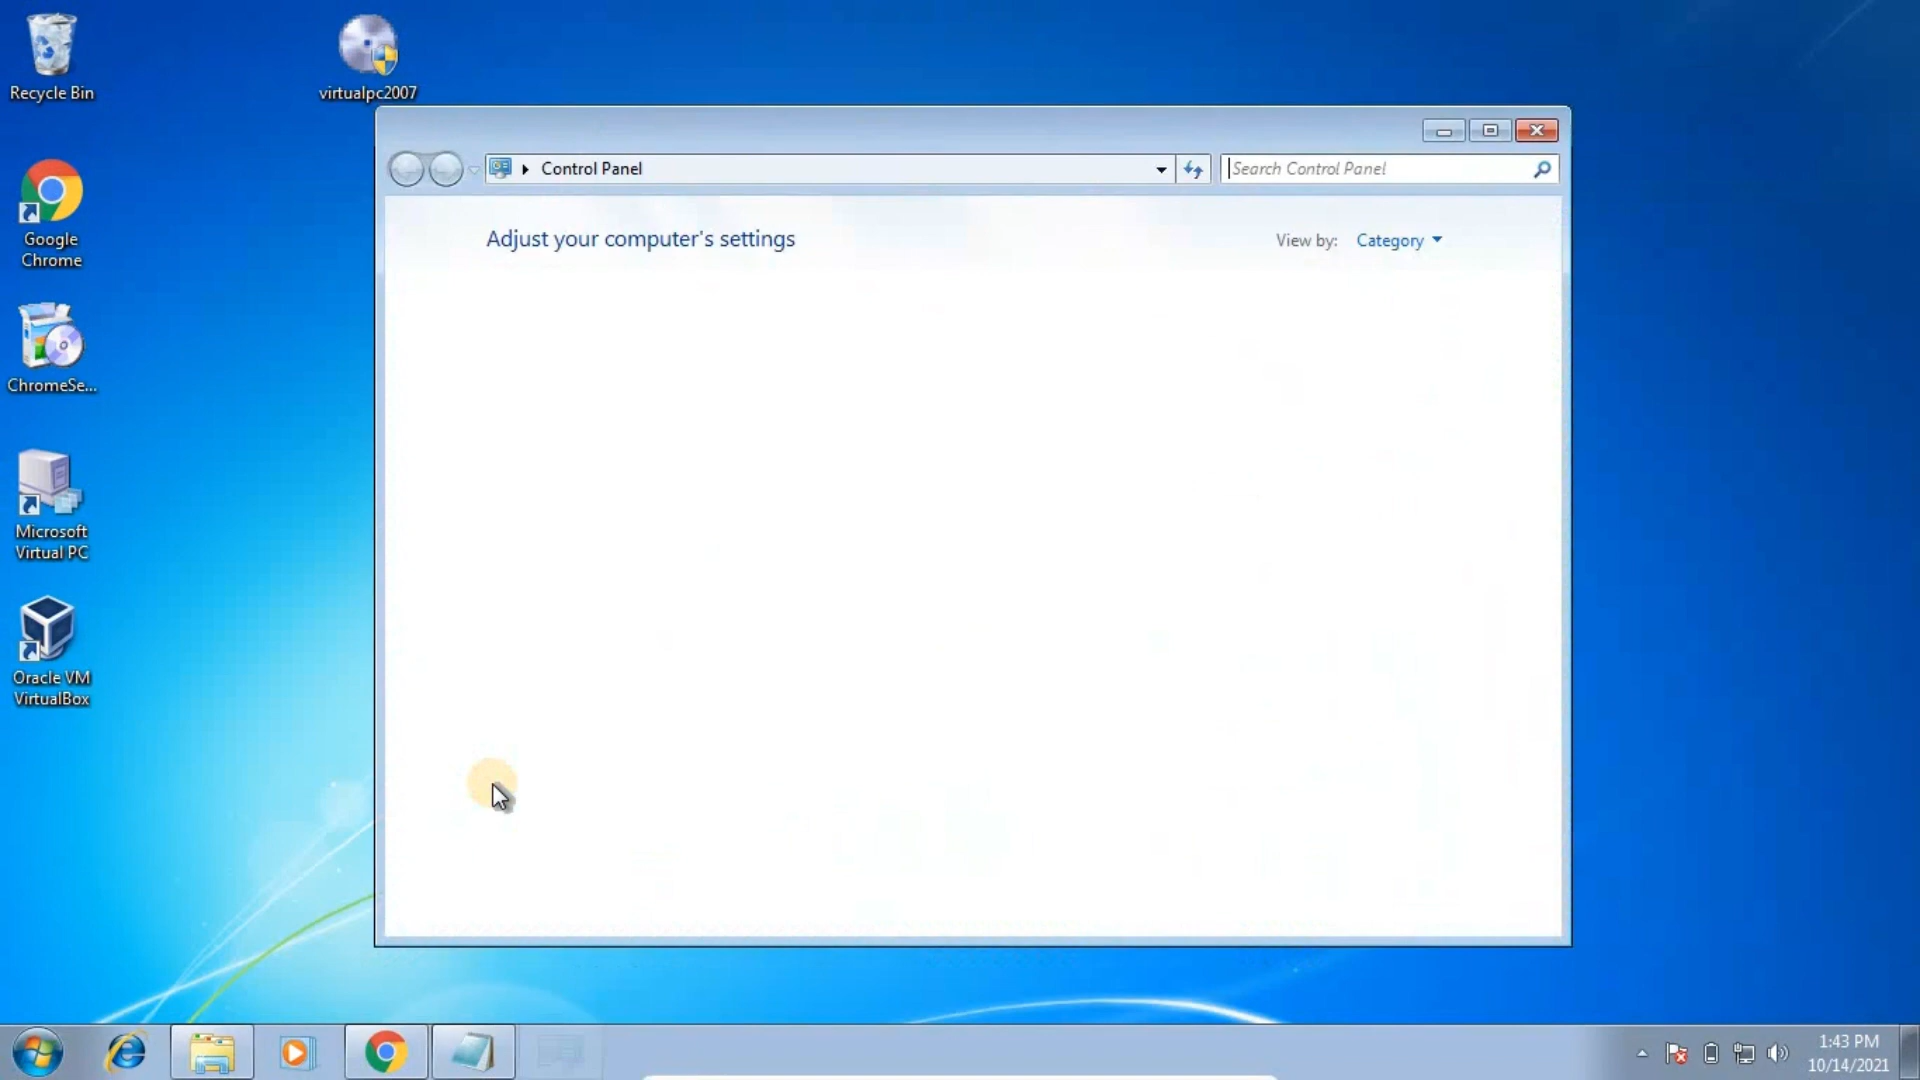 Recycle Bin
virtualpc2007
Control Panel
Search Control Panel
Adjust your computer's settings
View by: Category
Google
Chrome
ChromeSe...
Microsoft
Virtual PC
Oracle VM
VirtualBox
1:43 PM
10/14/2021